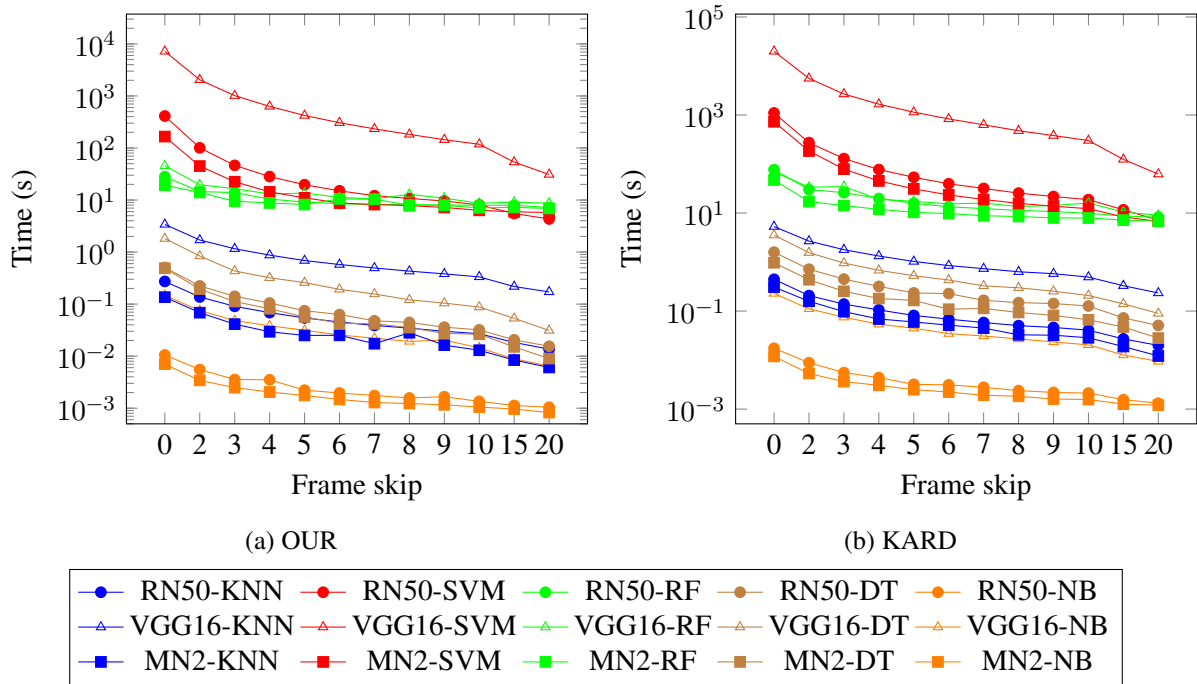 10^4
10^3
10^2
10^1
10^0
10^−1
10^−2
10^−3
Time (s)
0 2 3 4 5 6 7 8 9 10 15 20
Frame skip
(a) OUR
10^5
10^3
10^1
10^−1
10^−3
Time (s)
0 2 3 4 5 6 7 8 9 10 15 20
Frame skip
(b) KARD
RN50-KNN RN50-SVM RN50-RF RN50-DT RN50-NB
VGG16-KNN VGG16-SVM VGG16-RF VGG16-DT VGG16-NB
MN2-KNN MN2-SVM MN2-RF MN2-DT MN2-NB